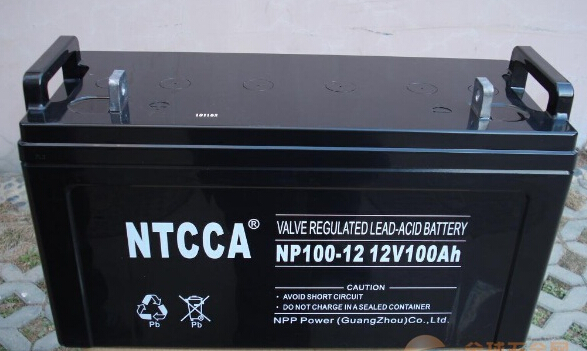 NTCCA®
VALVE REGULATED LEAD-ACID BATTERY
NP100-12 12V100Ah
CAUTION
• AVOID SHORT CIRCUIT
• DO NOT CHARGE IN A SEALED CONTAINER
NPP Power (GuangZhou)Co.,Ltd.
Pb
Pb